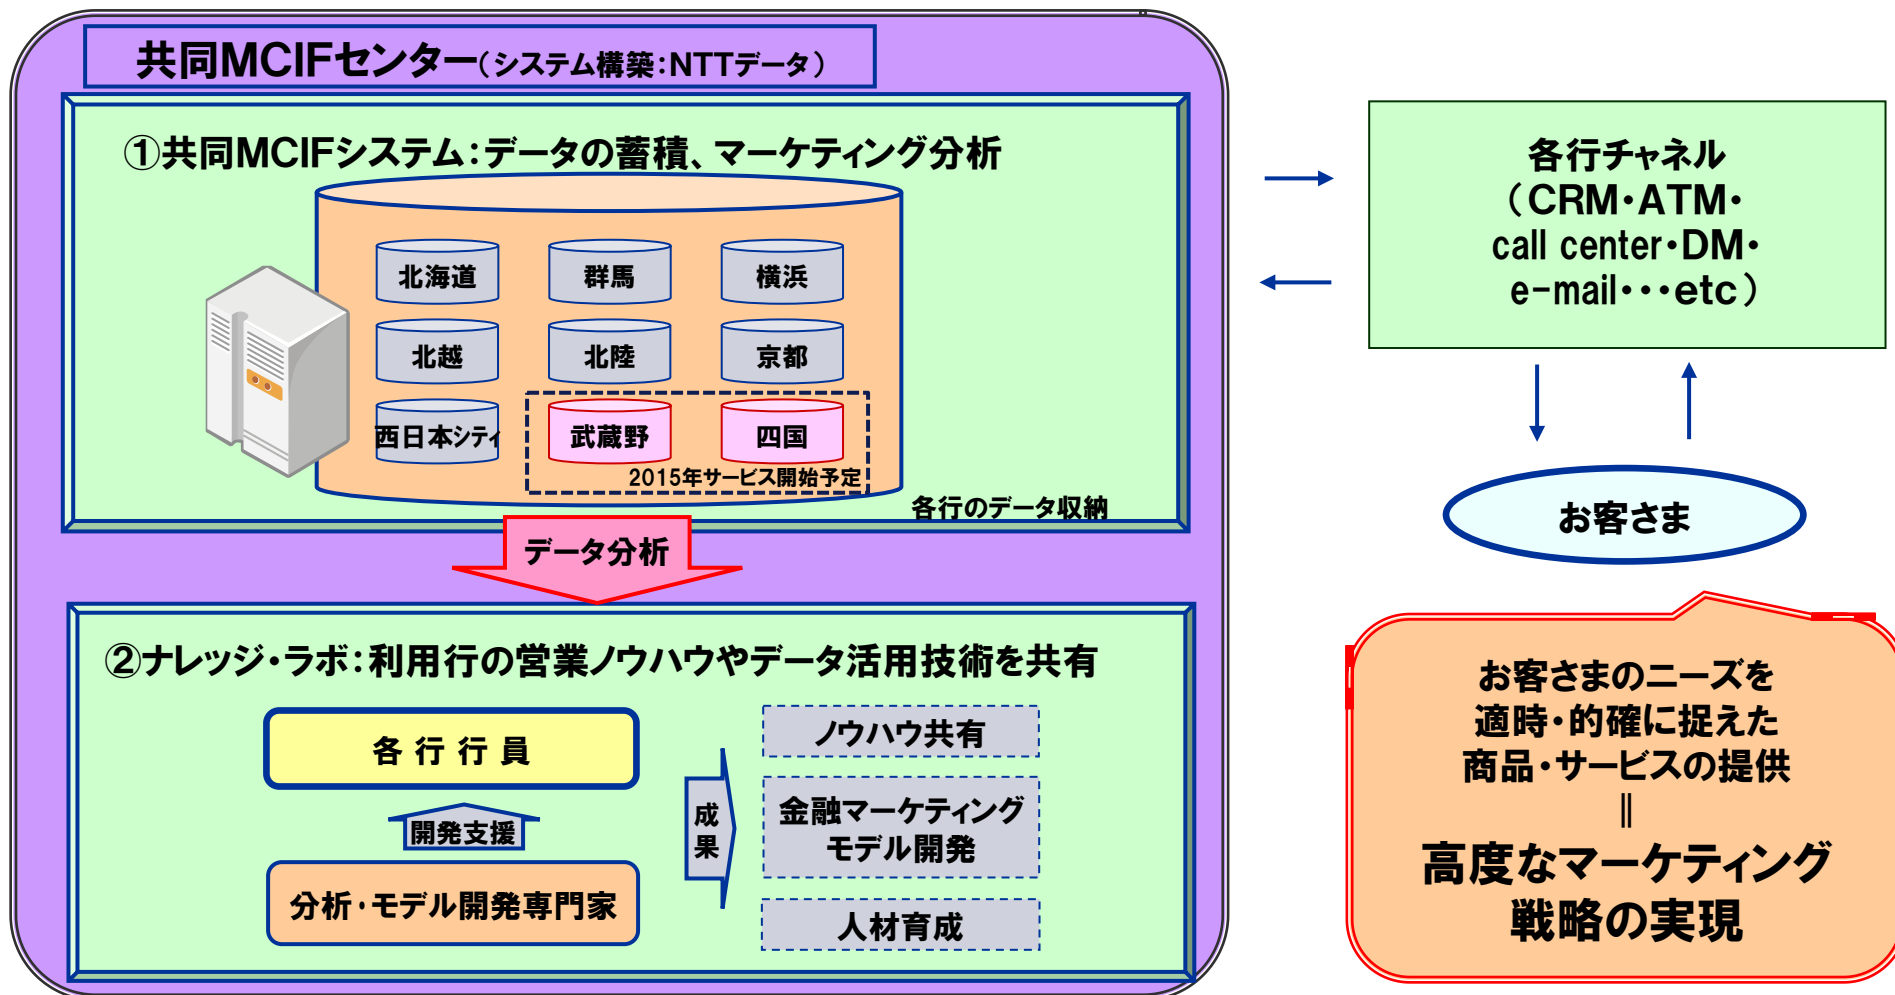 共同MCIFセンター(システム構築:NTTデータ)
①共同MCIFシステム:データの蓄積、マーケティング分析
北海道
群馬
横浜
北越
北陸
京都
西日本シティ
武蔵野
四国
2015年サービス開始予定
各行のデータ収納
データ分析
②ナレッジ・ラボ:利用行の営業ノウハウやデータ活用技術を共有
各 行 行 員
開発支援
分析・モデル開発専門家
成
果
ノウハウ共有
金融マーケティング
モデル開発
人材育成
各行チャネル
(CRM・ATM・
call center・DM・
e-mail・・・etc)
お客さま
お客さまのニーズを
適時・的確に捉えた
商品・サービスの提供
||
高度なマーケティング
戦略の実現